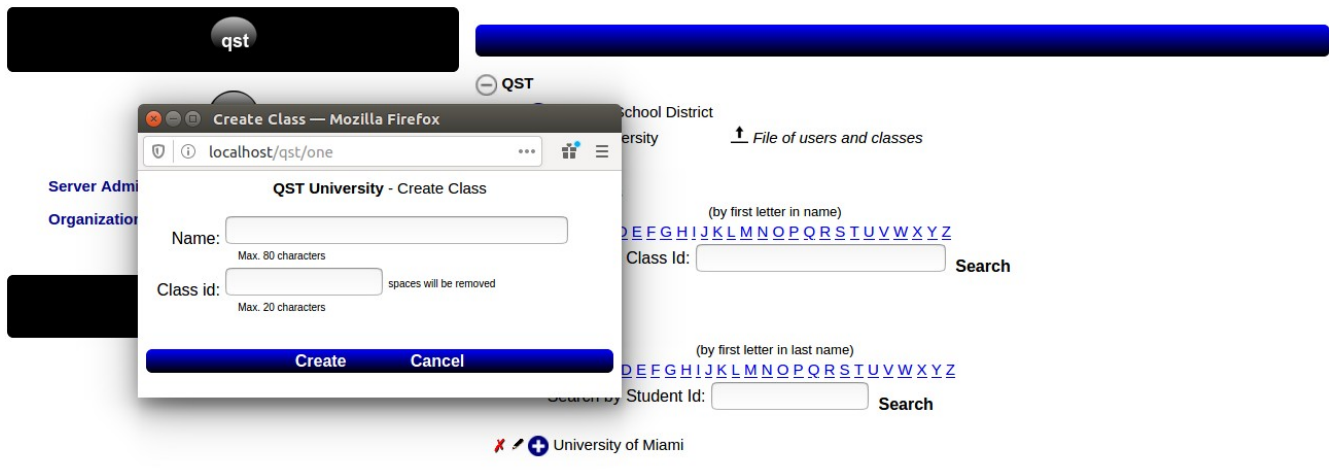 qst
QST
School District
ersity
File of users and classes
Create Class — Mozilla Firefox
localhost/qst/one
QST University - Create Class
Name:
Max. 80 characters
Class id:
spaces will be removed
Max. 20 characters
Create Cancel
Server Admi
Organization
(by first letter in name)
D E F G H I J K L M N O P Q R S T U V W X Y Z
Class Id:
Search
(by first letter in last name)
D E F G H I J K L M N O P Q R S T U V W X Y Z
Search by Student Id:
Search
University of Miami